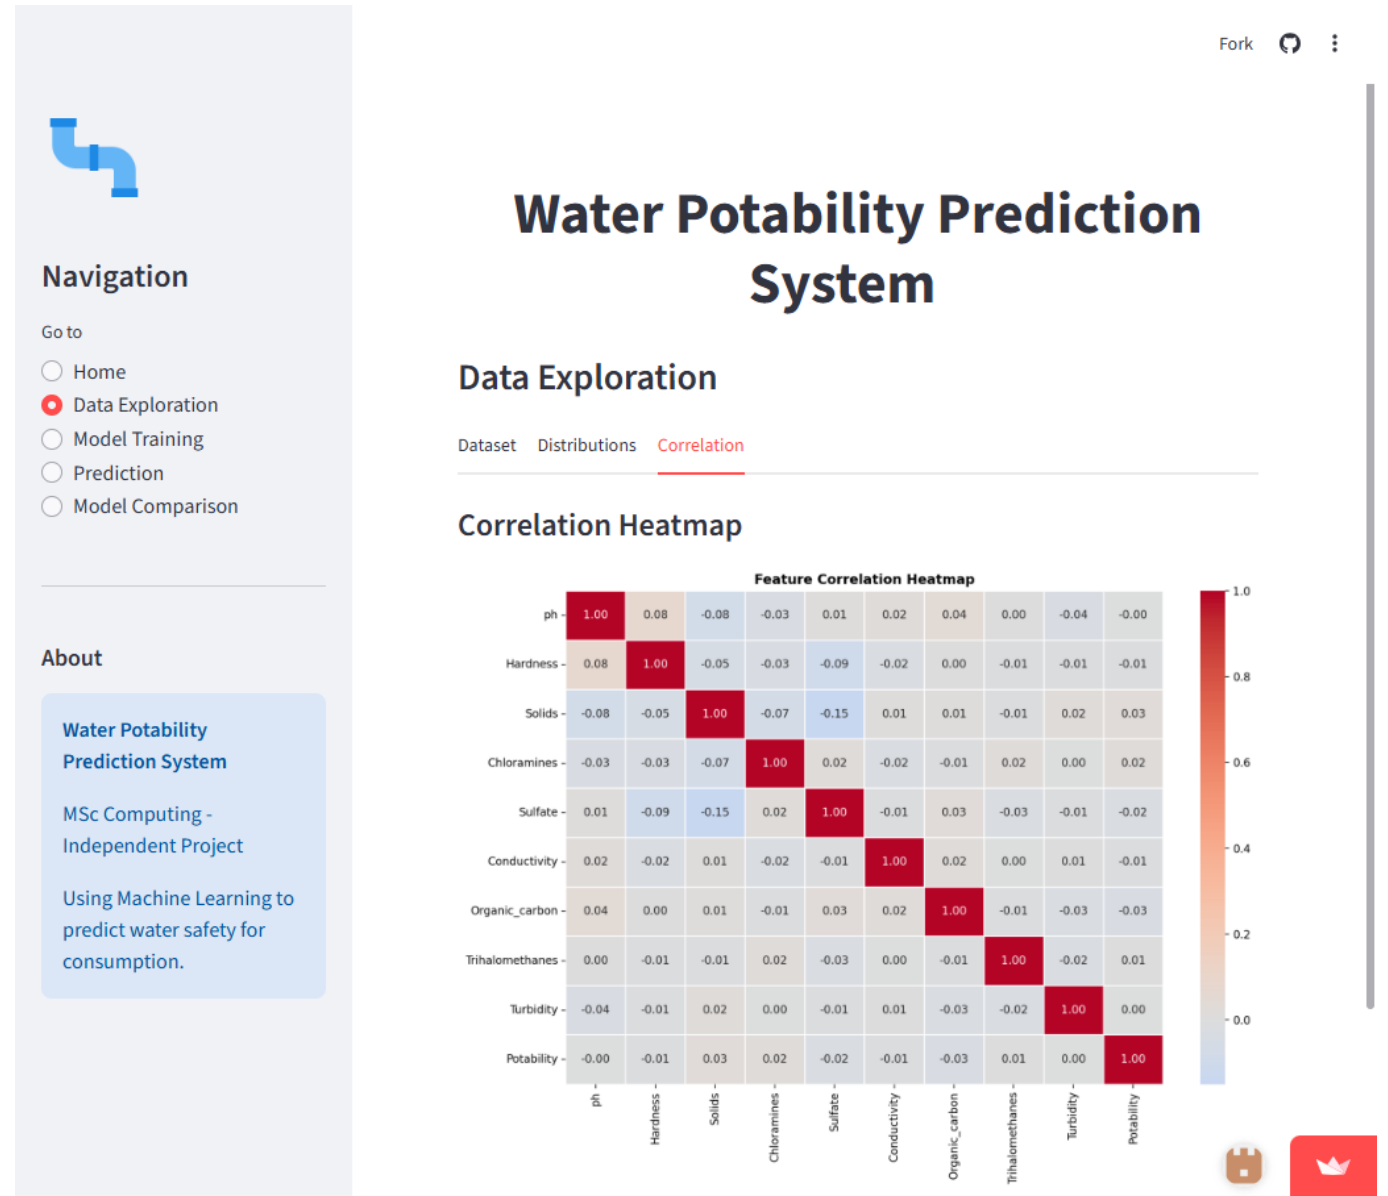 Fork
Navigation
Go to
Home
Data Exploration
Model Training
Prediction
Model Comparison
About
Water Potability
Prediction System
MSc Computing -
Independent Project
Using Machine Learning to
predict water safety for
consumption.
Water Potability Prediction
System
Data Exploration
Dataset Distributions Correlation
Correlation Heatmap
Feature Correlation Heatmap
ph 1.00 0.08 -0.08 -0.03 0.01 0.02 0.04 0.00 -0.04 -0.00
Hardness 0.08 1.00 -0.05 -0.03 -0.09 -0.02 0.00 -0.01 -0.01 -0.01
Solids -0.08 -0.05 1.00 -0.07 -0.15 0.01 0.01 -0.01 0.02 0.03
Chloramines -0.03 -0.03 -0.07 1.00 0.02 -0.02 -0.01 0.02 0.00 0.02
Sulfate 0.01 -0.09 -0.15 0.02 1.00 -0.01 0.03 -0.03 -0.01 -0.02
Conductivity 0.02 -0.02 0.01 -0.02 -0.01 1.00 0.02 0.00 0.01 -0.01
Organic_carbon 0.04 0.00 0.01 -0.01 0.03 0.02 1.00 -0.01 -0.03 -0.03
Trihalomethanes 0.00 -0.01 -0.01 0.02 -0.03 0.00 -0.01 1.00 -0.02 0.01
Turbidity -0.04 -0.01 0.02 0.00 -0.01 0.01 -0.03 -0.02 1.00 0.00
Potability -0.00 -0.01 0.03 0.02 -0.02 -0.01 -0.03 0.01 0.00 1.00
ph Hardness Solids Chloramines Sulfate Conductivity Organic_carbon Trihalomethanes Turbidity Potability
1.0
0.8
0.6
0.4
0.2
0.0